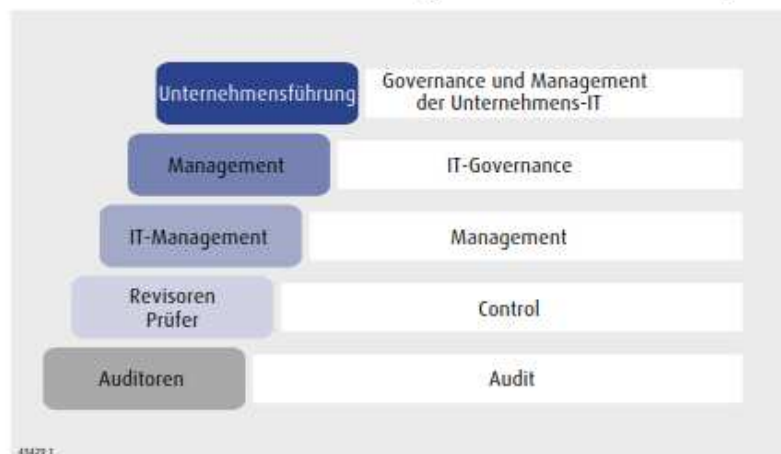 Unternehmensführung
Governance und Management
der Unternehmens-IT
Management
IT-Governance
IT-Management
Management
Revisoren
Prüfer
Control
Auditoren
Audit